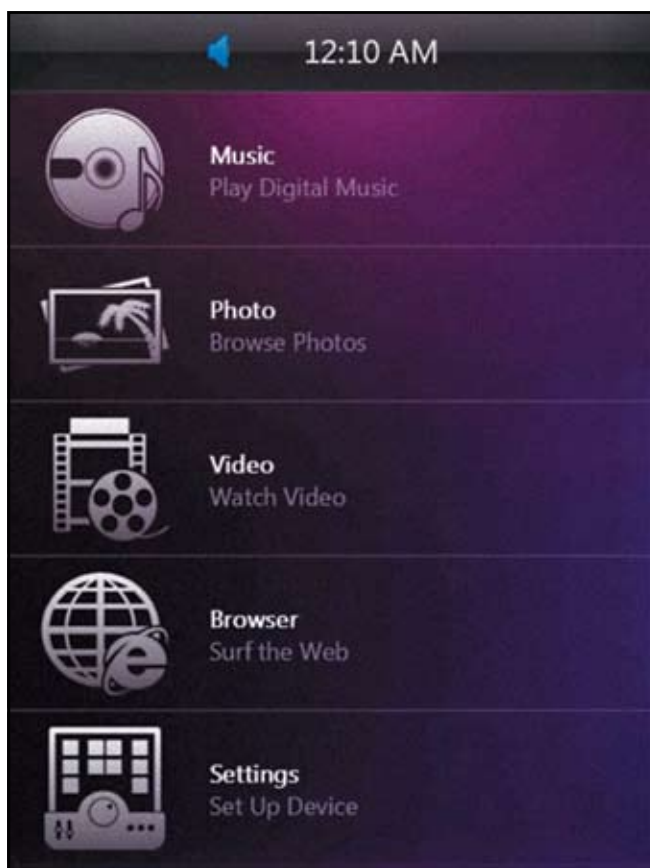 12:10 AM
Music
Play Digital Music
Photo
Browse Photos
Video
Watch Video
Browser
Surf the Web
Settings
Set Up Device